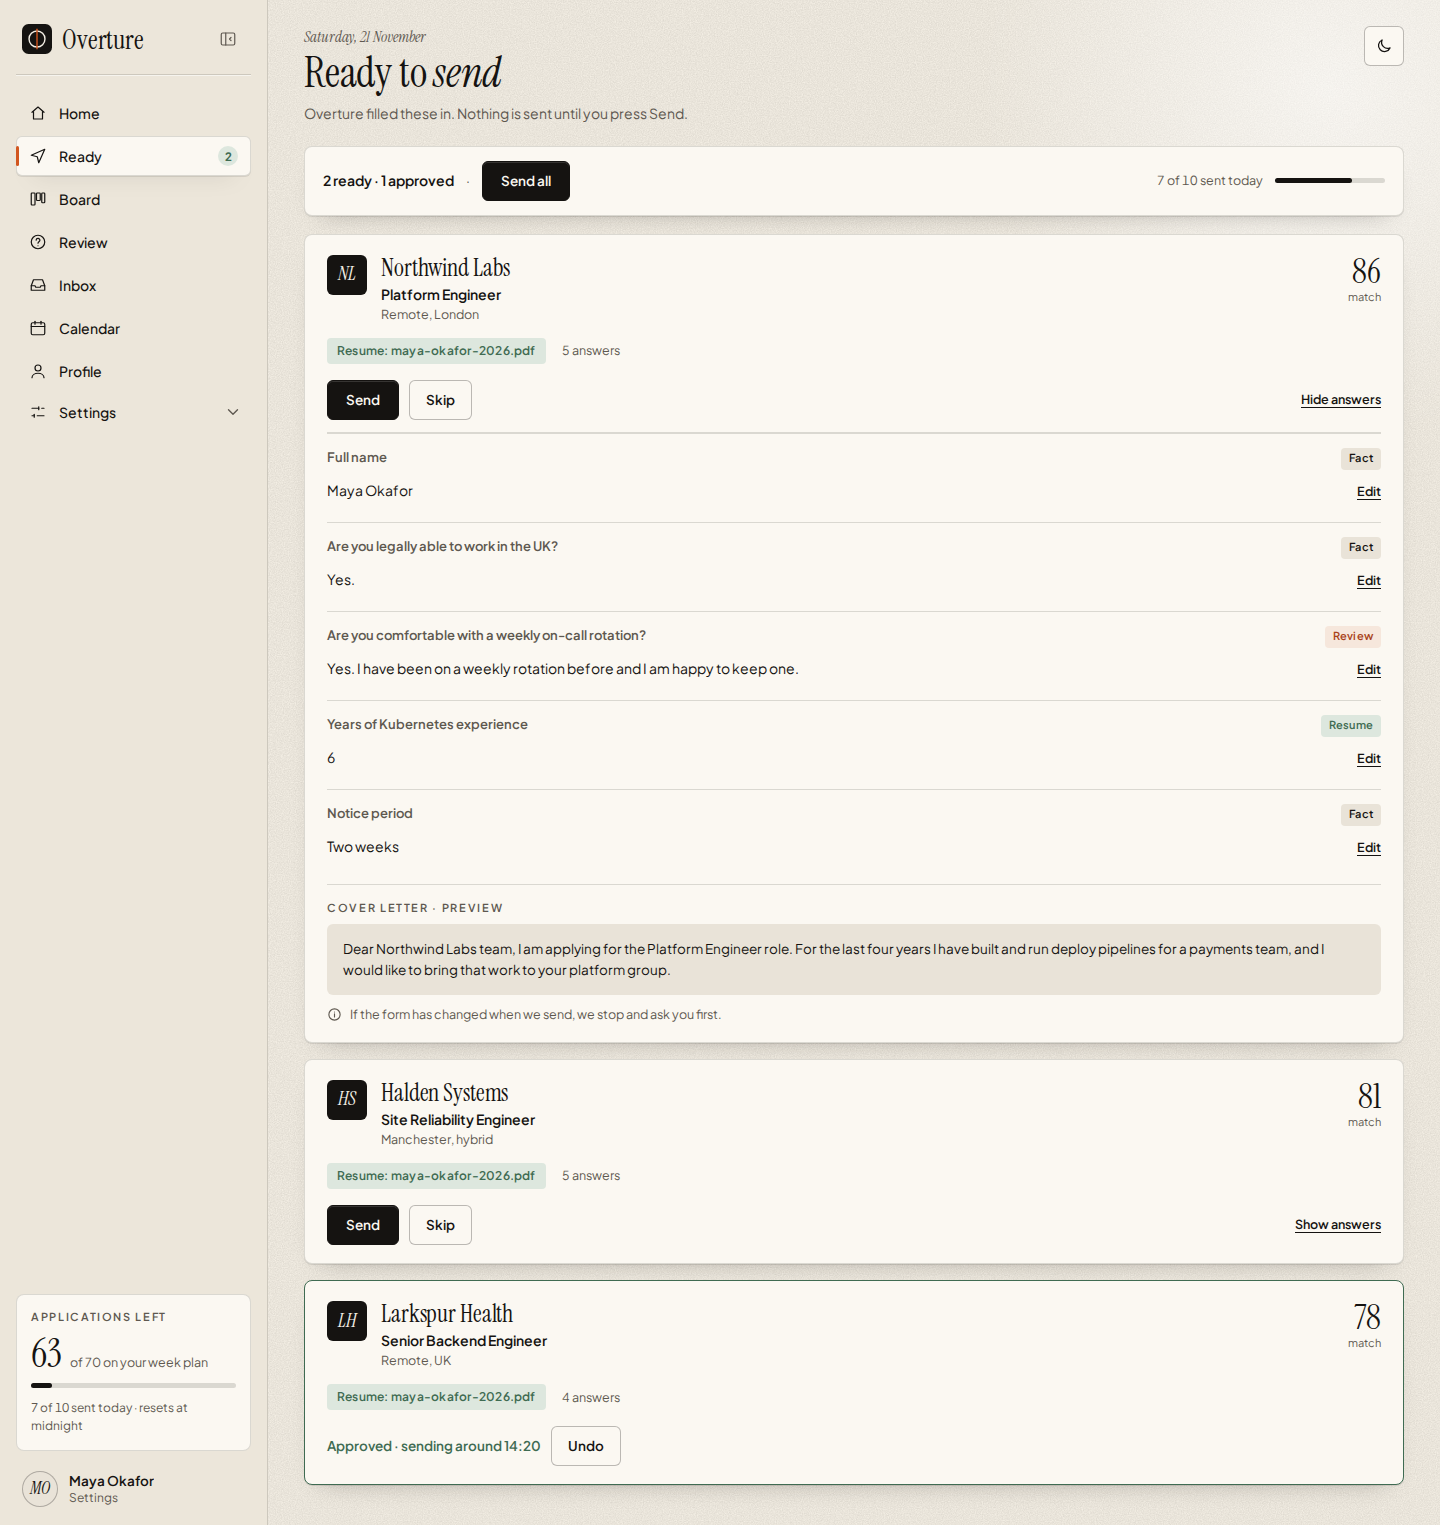 Overture
Home
Ready 2
Board
Review
Inbox
Calendar
Profile
Settings
APPLICATIONS LEFT
63 of 70 on your week plan
7 of 10 sent today · resets at
midnight
MO
Maya Okafor
Settings
Saturday, 21 November
Ready to send
Overture filled these in. Nothing is sent until you press Send.
2 ready · 1 approved · Send all
7 of 10 sent today
NL
Northwind Labs
Platform Engineer
Remote, London
86
match
Resume: maya-okafor-2026.pdf 5 answers
Send Skip Hide answers
Full name Fact
Maya Okafor Edit
Are you legally able to work in the UK? Fact
Yes. Edit
Are you comfortable with a weekly on-call rotation? Review
Yes. I have been on a weekly rotation before and I am happy to keep one. Edit
Years of Kubernetes experience Resume
6 Edit
Notice period Fact
Two weeks Edit
COVER LETTER · PREVIEW
Dear Northwind Labs team, I am applying for the Platform Engineer role. For the last four years I have built and run deploy pipelines for a payments team, and I
would like to bring that work to your platform group.
If the form has changed when we send, we stop and ask you first.
HS
Halden Systems
Site Reliability Engineer
Manchester, hybrid
81
match
Resume: maya-okafor-2026.pdf 5 answers
Send Skip Show answers
LH
Larkspur Health
Senior Backend Engineer
Remote, UK
78
match
Resume: maya-okafor-2026.pdf 4 answers
Approved · sending around 14:20 Undo